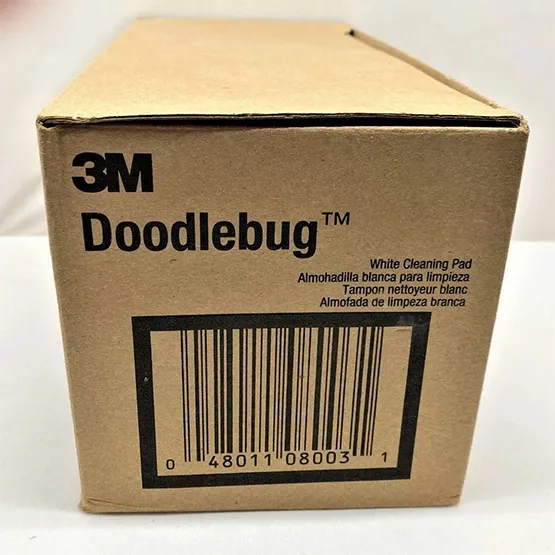 3M
Doodlebug™
White Cleaning Pad
Almohadilla blanca para limpieza
Tampon nettoyeur blanc
Almofada de limpeza branca
0 48011 08003 1